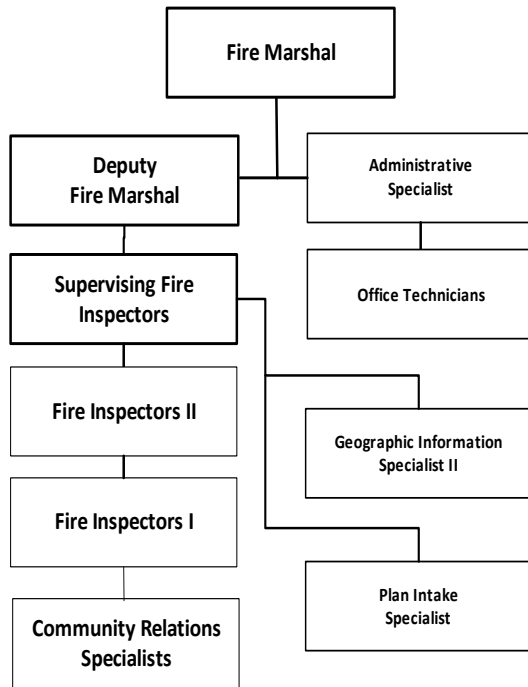 Fire Marshal
Deputy
Fire Marshal
Administrative
Specialist
Supervising Fire
Inspectors
Office Technicians
Fire Inspectors II
Geographic Information
Specialist II
Fire Inspectors I
Plan Intake
Specialist
Community Relations
Specialists